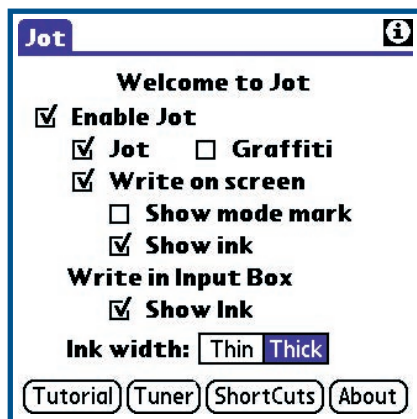 Jot
Welcome to Jot
Enable Jot
Jot Graffiti
Write on screen
Show mode mark
Show ink
Write in Input Box
Show Ink
Ink width: Thin Thick
Tutorial Tuner ShortCuts About